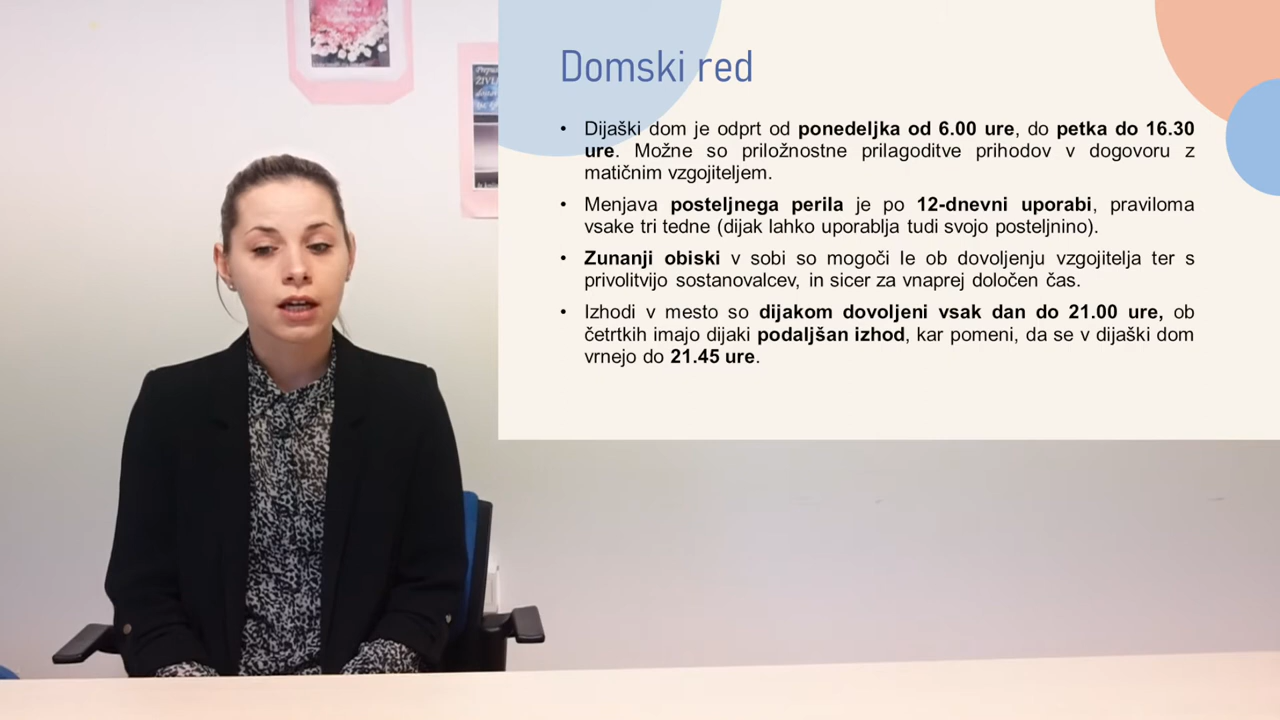 Domski red
• Dijaški dom je odprt od ponedeljka od 6.00 ure, do petka do 16.30
ure. Možne so priložnostne prilagoditve prihodov v dogovoru z
matičnim vzgojiteljem.
• Menjava posteljnega perila je po 12-dnevni uporabi, praviloma
vsake tri tedne (dijak lahko uporablja tudi svojo posteljnino).
• Zunanji obiski v sobi so mogoči le ob dovoljenju vzgojitelja ter s
privolitvijo sostanovalcev, in sicer za vnaprej določen čas.
• Izhodi v mesto so dijakom dovoljeni vsak dan do 21.00 ure, ob
četrtkih imajo dijaki podaljšan izhod, kar pomeni, da se v dijaški dom
vrnejo do 21.45 ure.